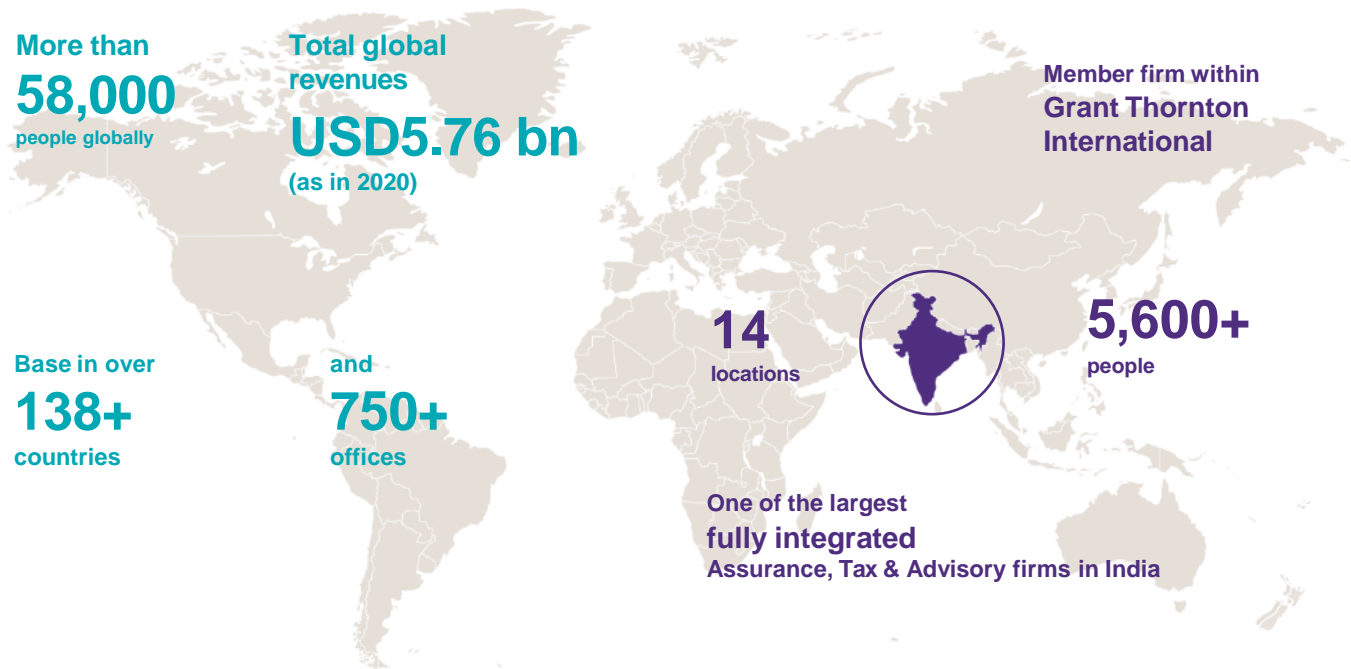 More than
58,000
people globally
Total global
revenues
USD5.76 bn
(as in 2020)
Member firm within
Grant Thornton
International
Base in over
138+
countries
and
750+
offices
14
locations
5,600+
people
One of the largest
fully integrated
Assurance, Tax & Advisory firms in India